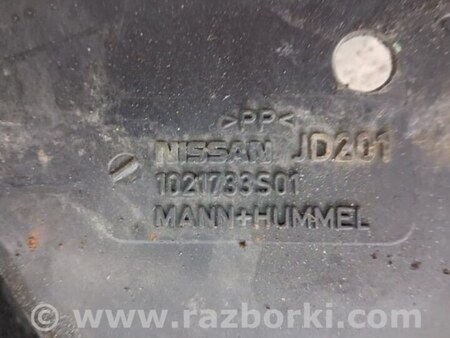 >PP<
NISSAN JD201
1021733S01
MANN+HUMMEL
© - www.razborki.com